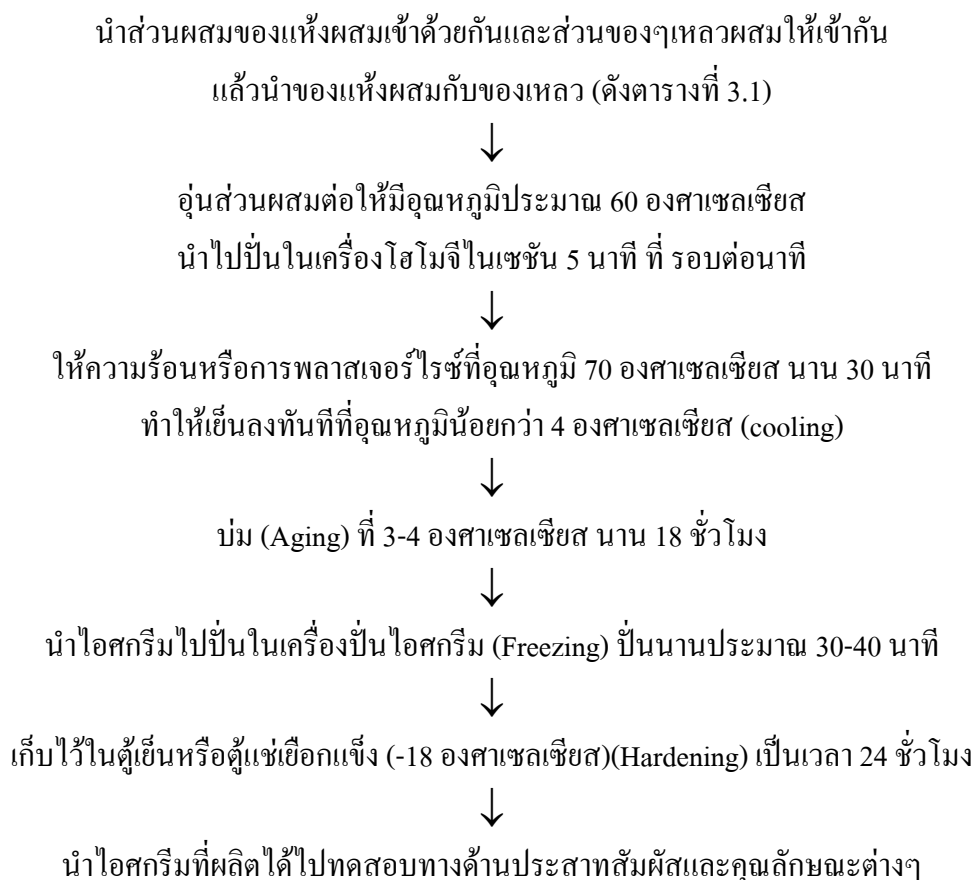 นำส่วนผสมของแห้งผสมเข้าด้วยกันและส่วนของๆเหลวผสมให้เข้ากัน
แล้วนำของแห้งผสมกับของเหลว (ดังตารางที่ 3.1)
↓
อุ่นส่วนผสมต่อให้มีอุณหภูมิประมาณ 60 องศาเซลเซียส
นำไปปั่นในเครื่องโฮโมจีไนเซชัน 5 นาที ที่ รอบต่อนาที
↓
ให้ความร้อนหรือการพลาสเจอร์ไรซ์ที่อุณหภูมิ 70 องศาเซลเซียส นาน 30 นาที
ทำให้เย็นลงทันทีที่อุณหภูมิน้อยกว่า 4 องศาเซลเซียส (cooling)
↓
บ่ม (Aging) ที่ 3-4 องศาเซลเซียส นาน 18 ชั่วโมง
↓
นำไอศกรีมไปปั่นในเครื่องปั่นไอศกรีม (Freezing) ปั่นนานประมาณ 30-40 นาที
↓
เก็บไว้ในตู้เย็นหรือตู้แช่เยือกแข็ง (-18 องศาเซลเซียส)(Hardening) เป็นเวลา 24 ชั่วโมง
↓
นำไอศกรีมที่ผลิตได้ไปทดสอบทางด้านประสาทสัมผัสและคุณลักษณะต่างๆ